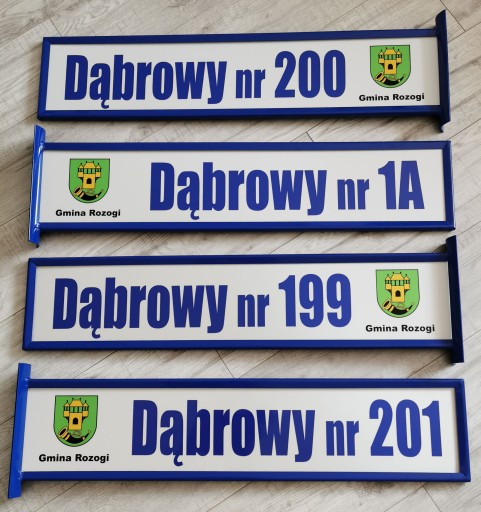 Dąbrowy nr 200
Gmina Rozogi
Dąbrowy nr 1A
Gmina Rozogi
Dąbrowy nr 199
Gmina Rozogi
Dąbrowy nr 201
Gmina Rozogi